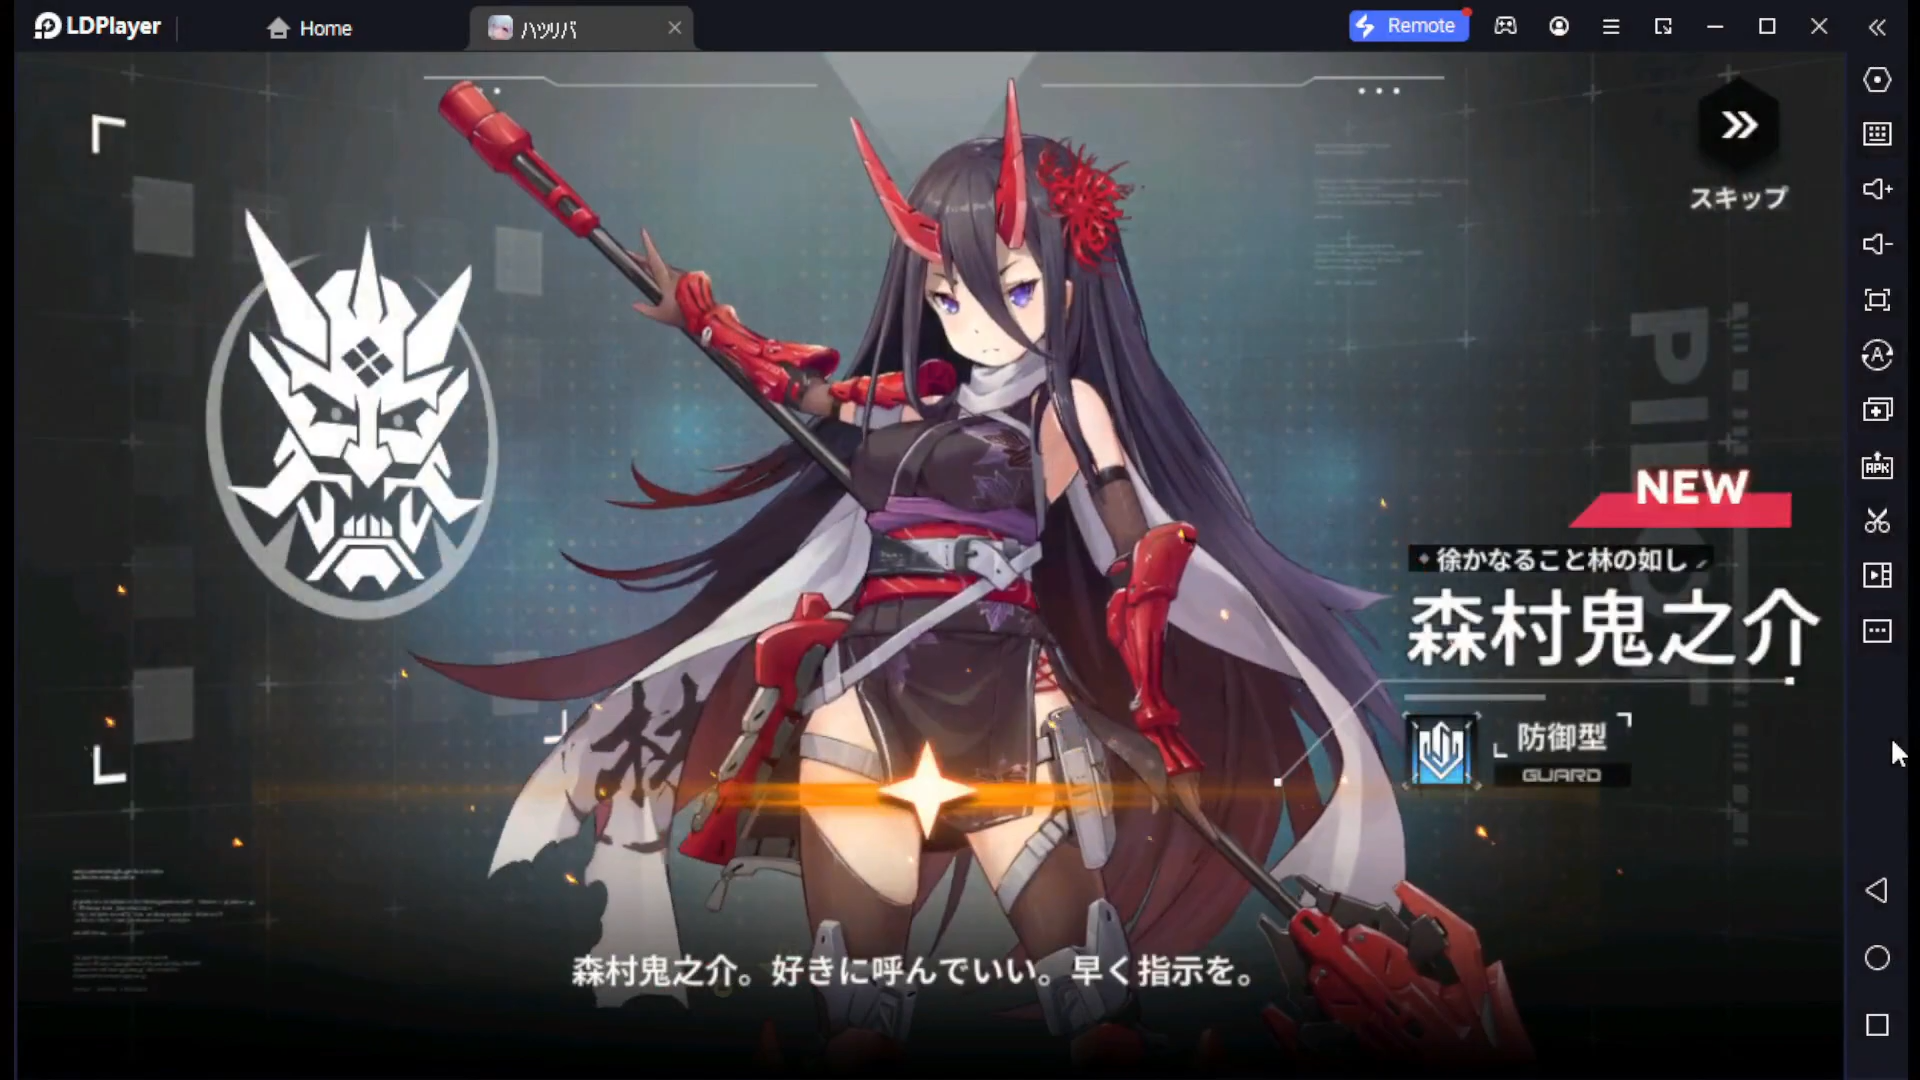 LDPlayer
Home
ハツリバ
Remote
スキップ
APK
NEW
徐かなること林の如し
森村鬼之介
防御型
GUARD
林
森村鬼之介。好きに呼んでいい。早く指示を。